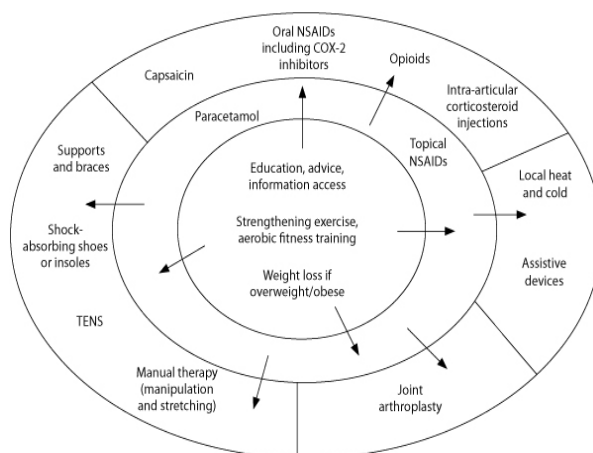 Oral NSAIDs
including COX-2
inhibitors
Opioids
Capsaicin
Intra-articular
corticosteroid
injections
Paracetamol
Topical
NSAIDs
Supports
and braces
Education, advice,
information access
Local heat
and cold
Shock-
absorbing shoes
or insoles
Strengthening exercise,
aerobic fitness training
Assistive
devices
Weight loss if
overweight/obese
TENS
Manual therapy
(manipulation
and stretching)
Joint
arthroplasty